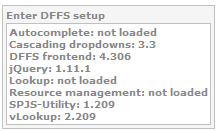 Enter DFFS setup
Autocomplete: not loaded
Cascading dropdowns: 3.3
DFFS frontend: 4.306
jQuery: 1.11.1
Lookup: not loaded
Resource management: not loaded
SPJS-Utility: 1.209
vLookup: 2.209